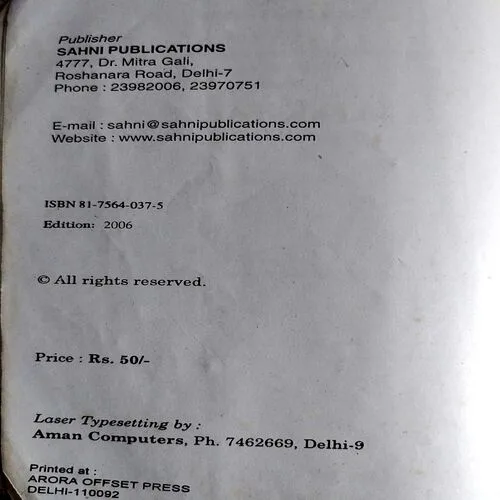 Publisher
SAHNI PUBLICATIONS
4777, Dr. Mitra Gali,
Roshanara Road, Delhi-7
Phone : 23982006, 23970751
E-mail : sahni@sahnipublications.com
Website : www.sahnipublications.com
ISBN 81-7564-037-5
Edition: 2006
© All rights reserved.
Price : Rs. 50/-
Laser Typesetting by :
Aman Computers, Ph. 7462669, Delhi-9
Printed at :
ARORA OFFSET PRESS
DELHI-110092